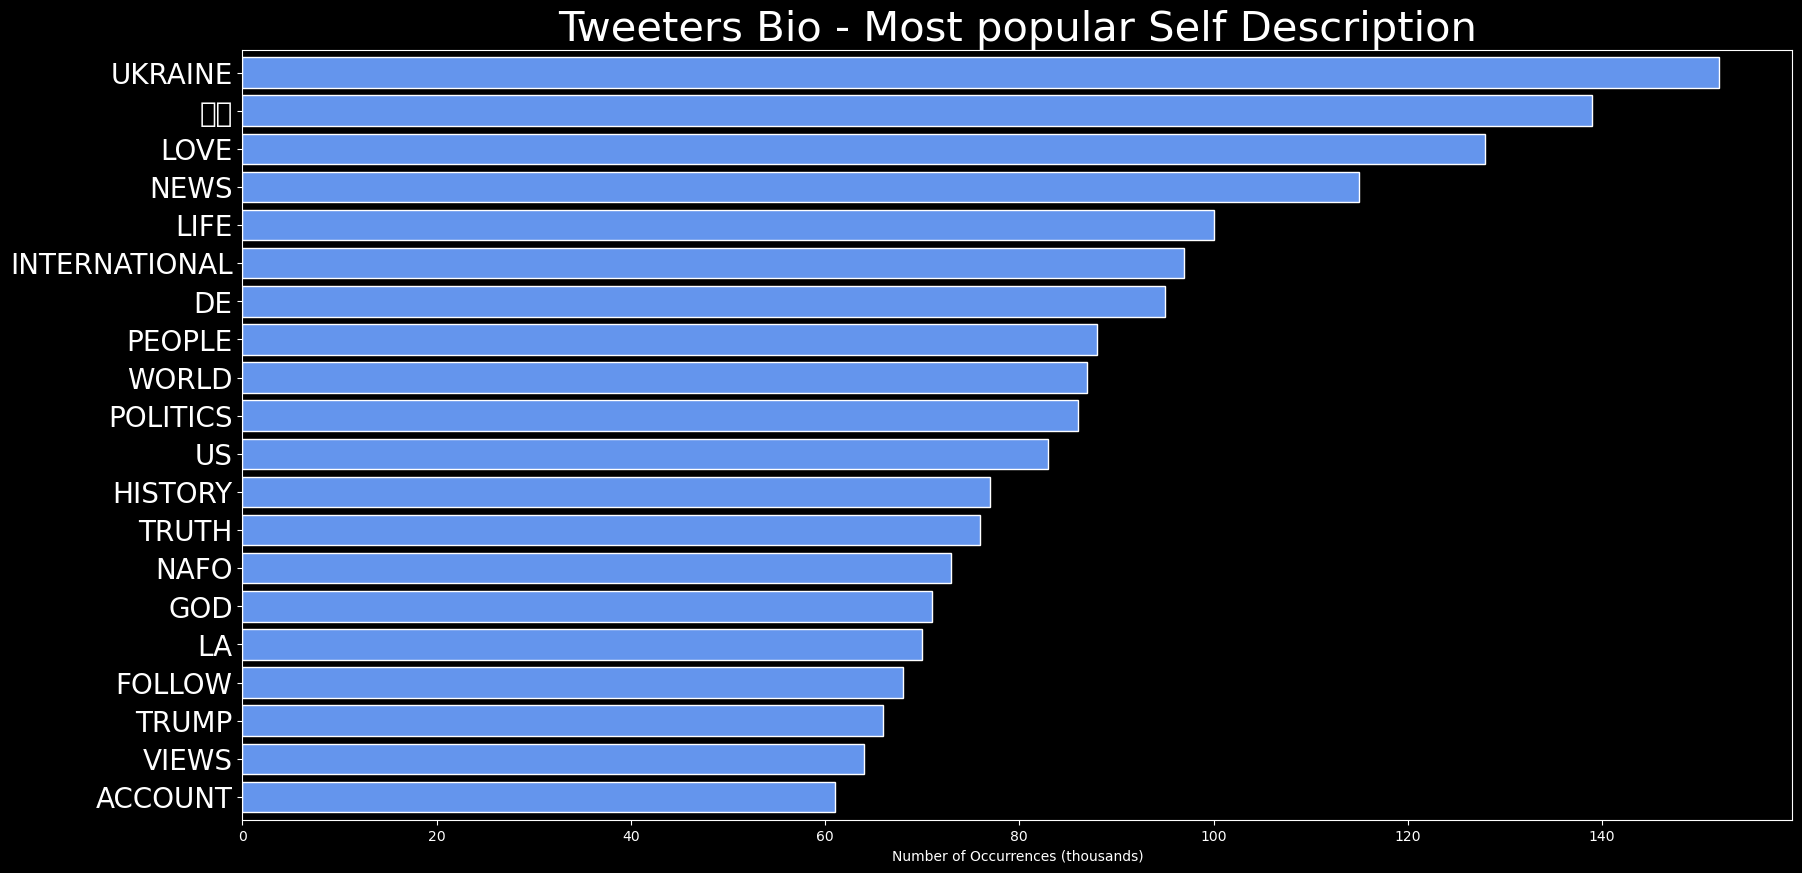 Tweeters Bio - Most popular Self Description
UKRAINE
LOVE
NEWS
LIFE
INTERNATIONAL
DE
PEOPLE
WORLD
POLITICS
US
HISTORY
TRUTH
NAFO
GOD
LA
FOLLOW
TRUMP
VIEWS
ACCOUNT
0 20 40 60 80 100 120 140
Number of Occurrences (thousands)